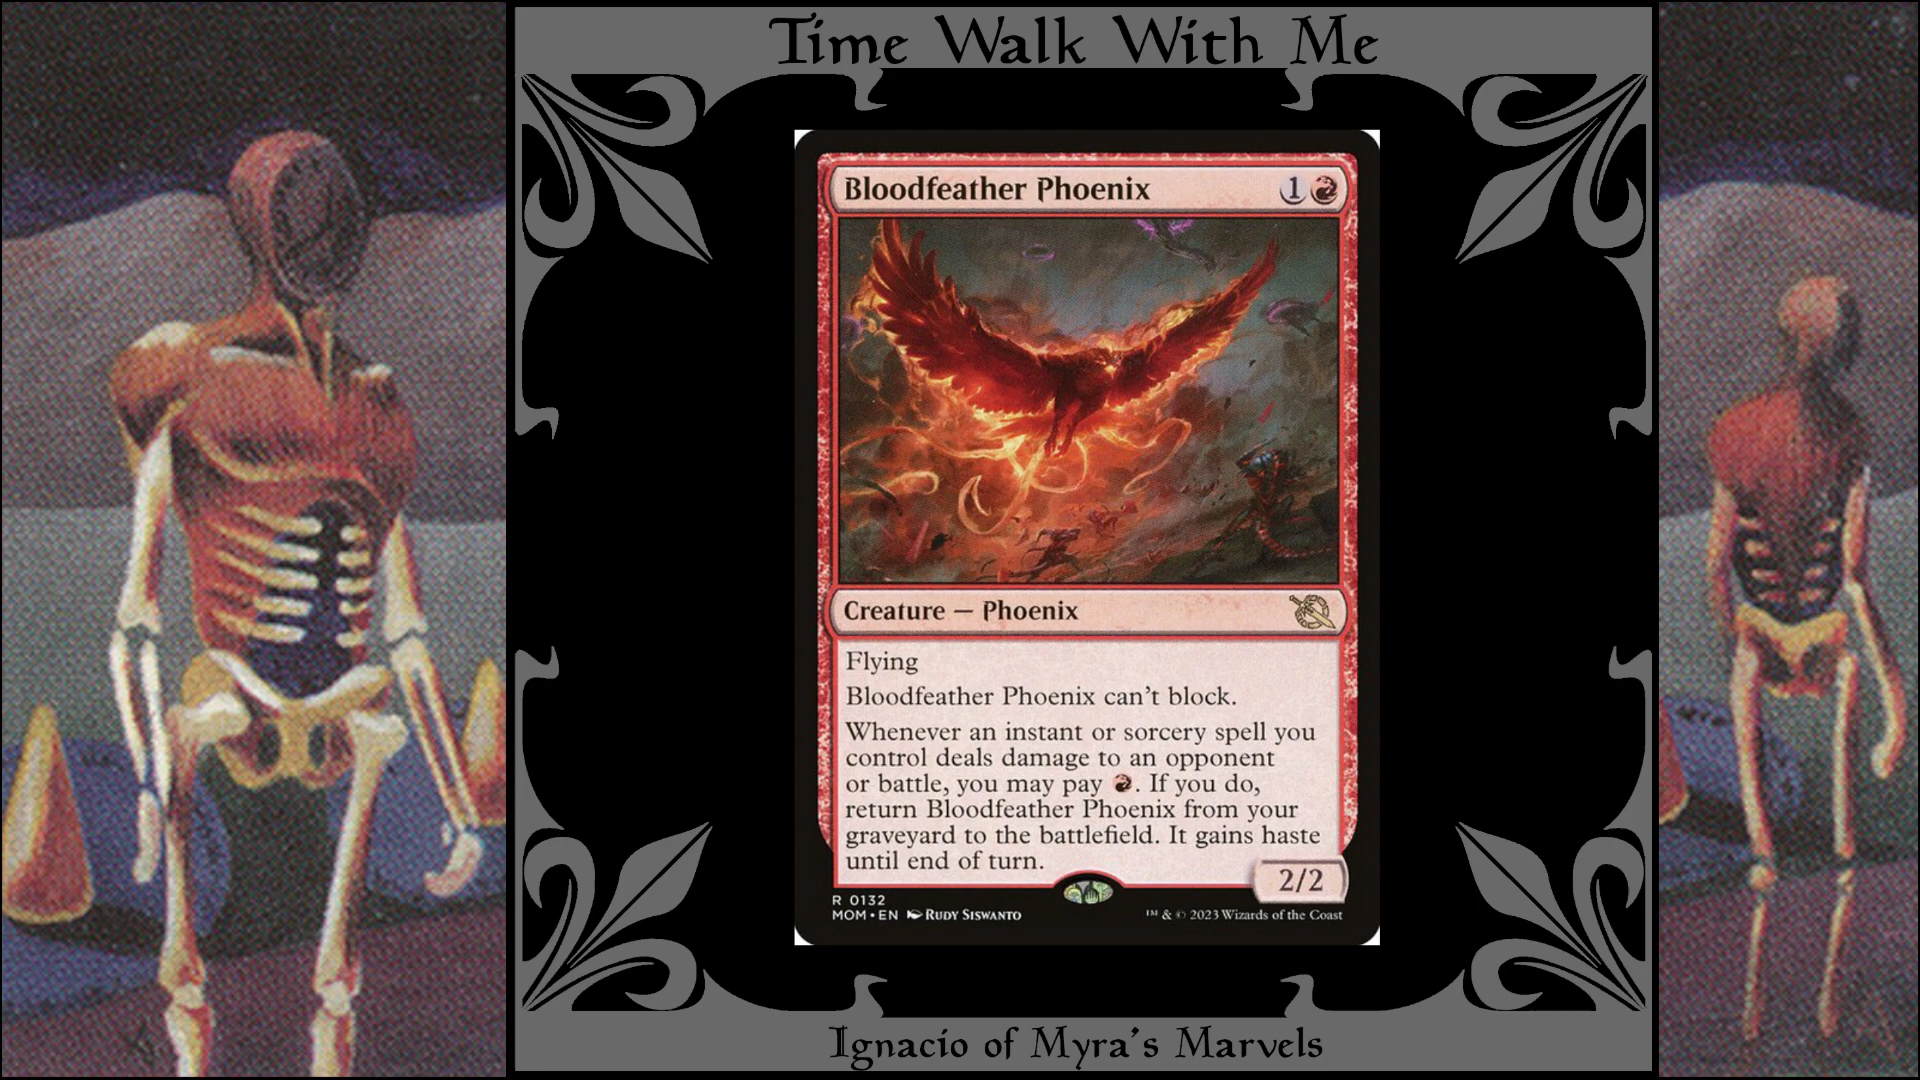 Time Walk With Me
Bloodfeather Phoenix 1
Creature — Phoenix
Flying
Bloodfeather Phoenix can't block.
Whenever an instant or sorcery spell you
control deals damage to an opponent
or battle, you may pay . If you do,
return Bloodfeather Phoenix from your
graveyard to the battlefield. It gains haste
until end of turn.
2/2
R 0132
MOM • EN Rudy Siswanto
™ & © 2023 Wizards of the Coast
Ignacio of Myra's Marvels